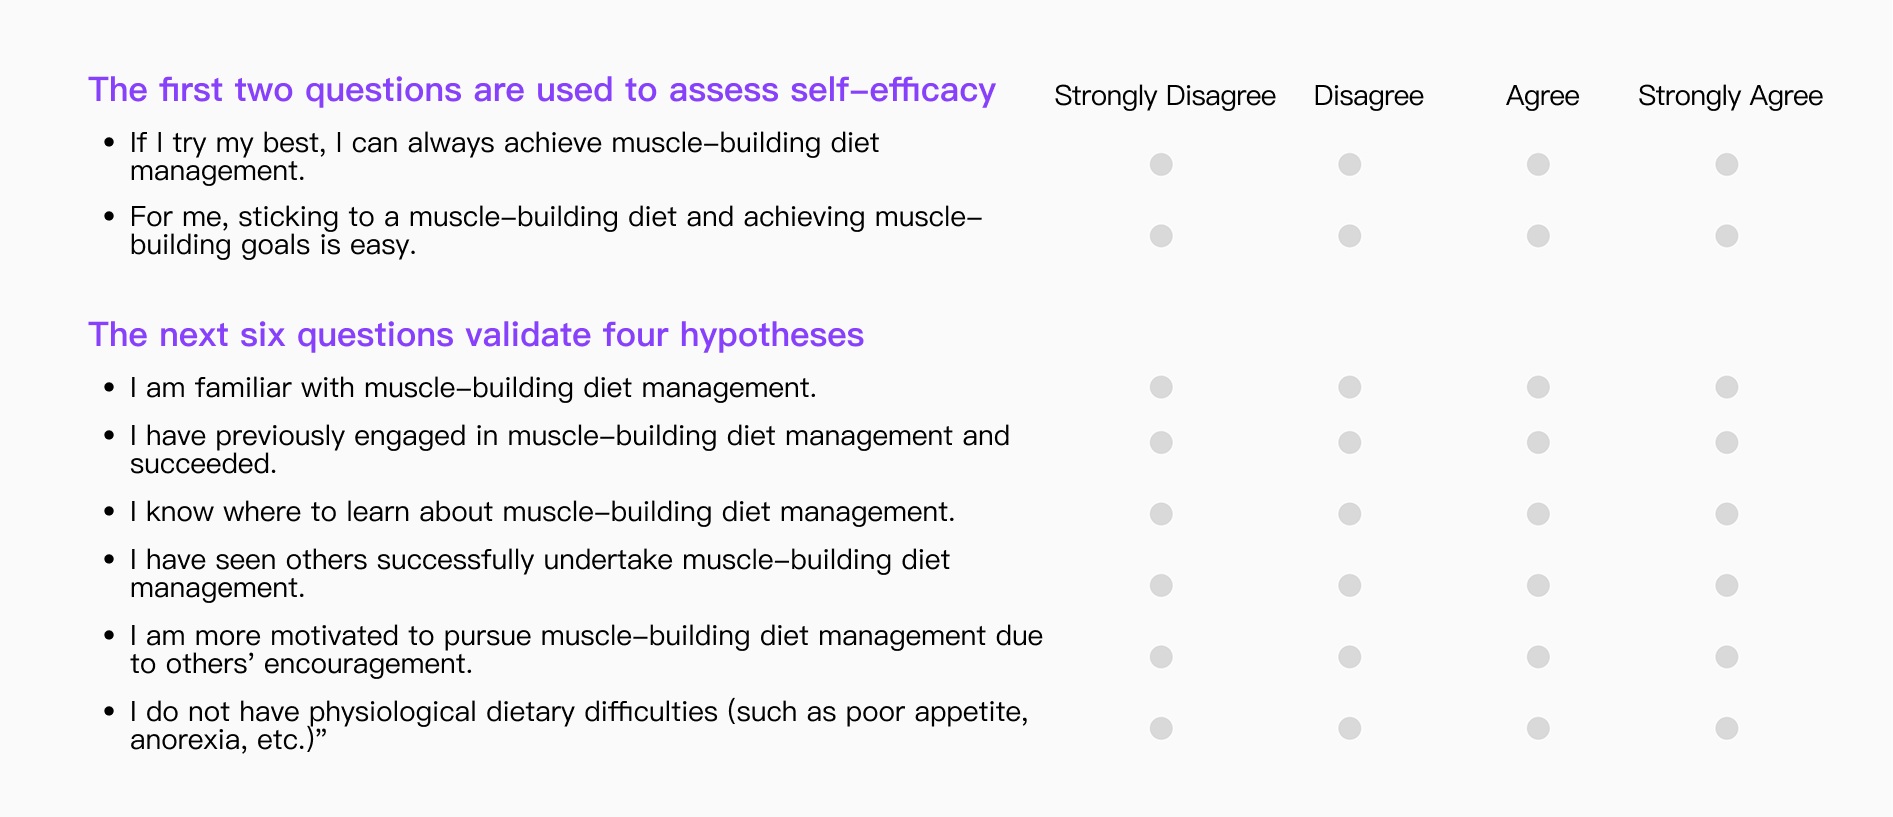 The first two questions are used to assess self–efficacy
Strongly Disagree Disagree Agree Strongly Agree
• If I try my best, I can always achieve muscle–building diet
management.
• For me, sticking to a muscle–building diet and achieving muscle–
building goals is easy.
The next six questions validate four hypotheses
• I am familiar with muscle–building diet management.
• I have previously engaged in muscle–building diet management and
succeeded.
• I know where to learn about muscle–building diet management.
• I have seen others successfully undertake muscle–building diet
management.
• I am more motivated to pursue muscle–building diet management due
to others’ encouragement.
• I do not have physiological dietary difficulties (such as poor appetite,
anorexia, etc.)”